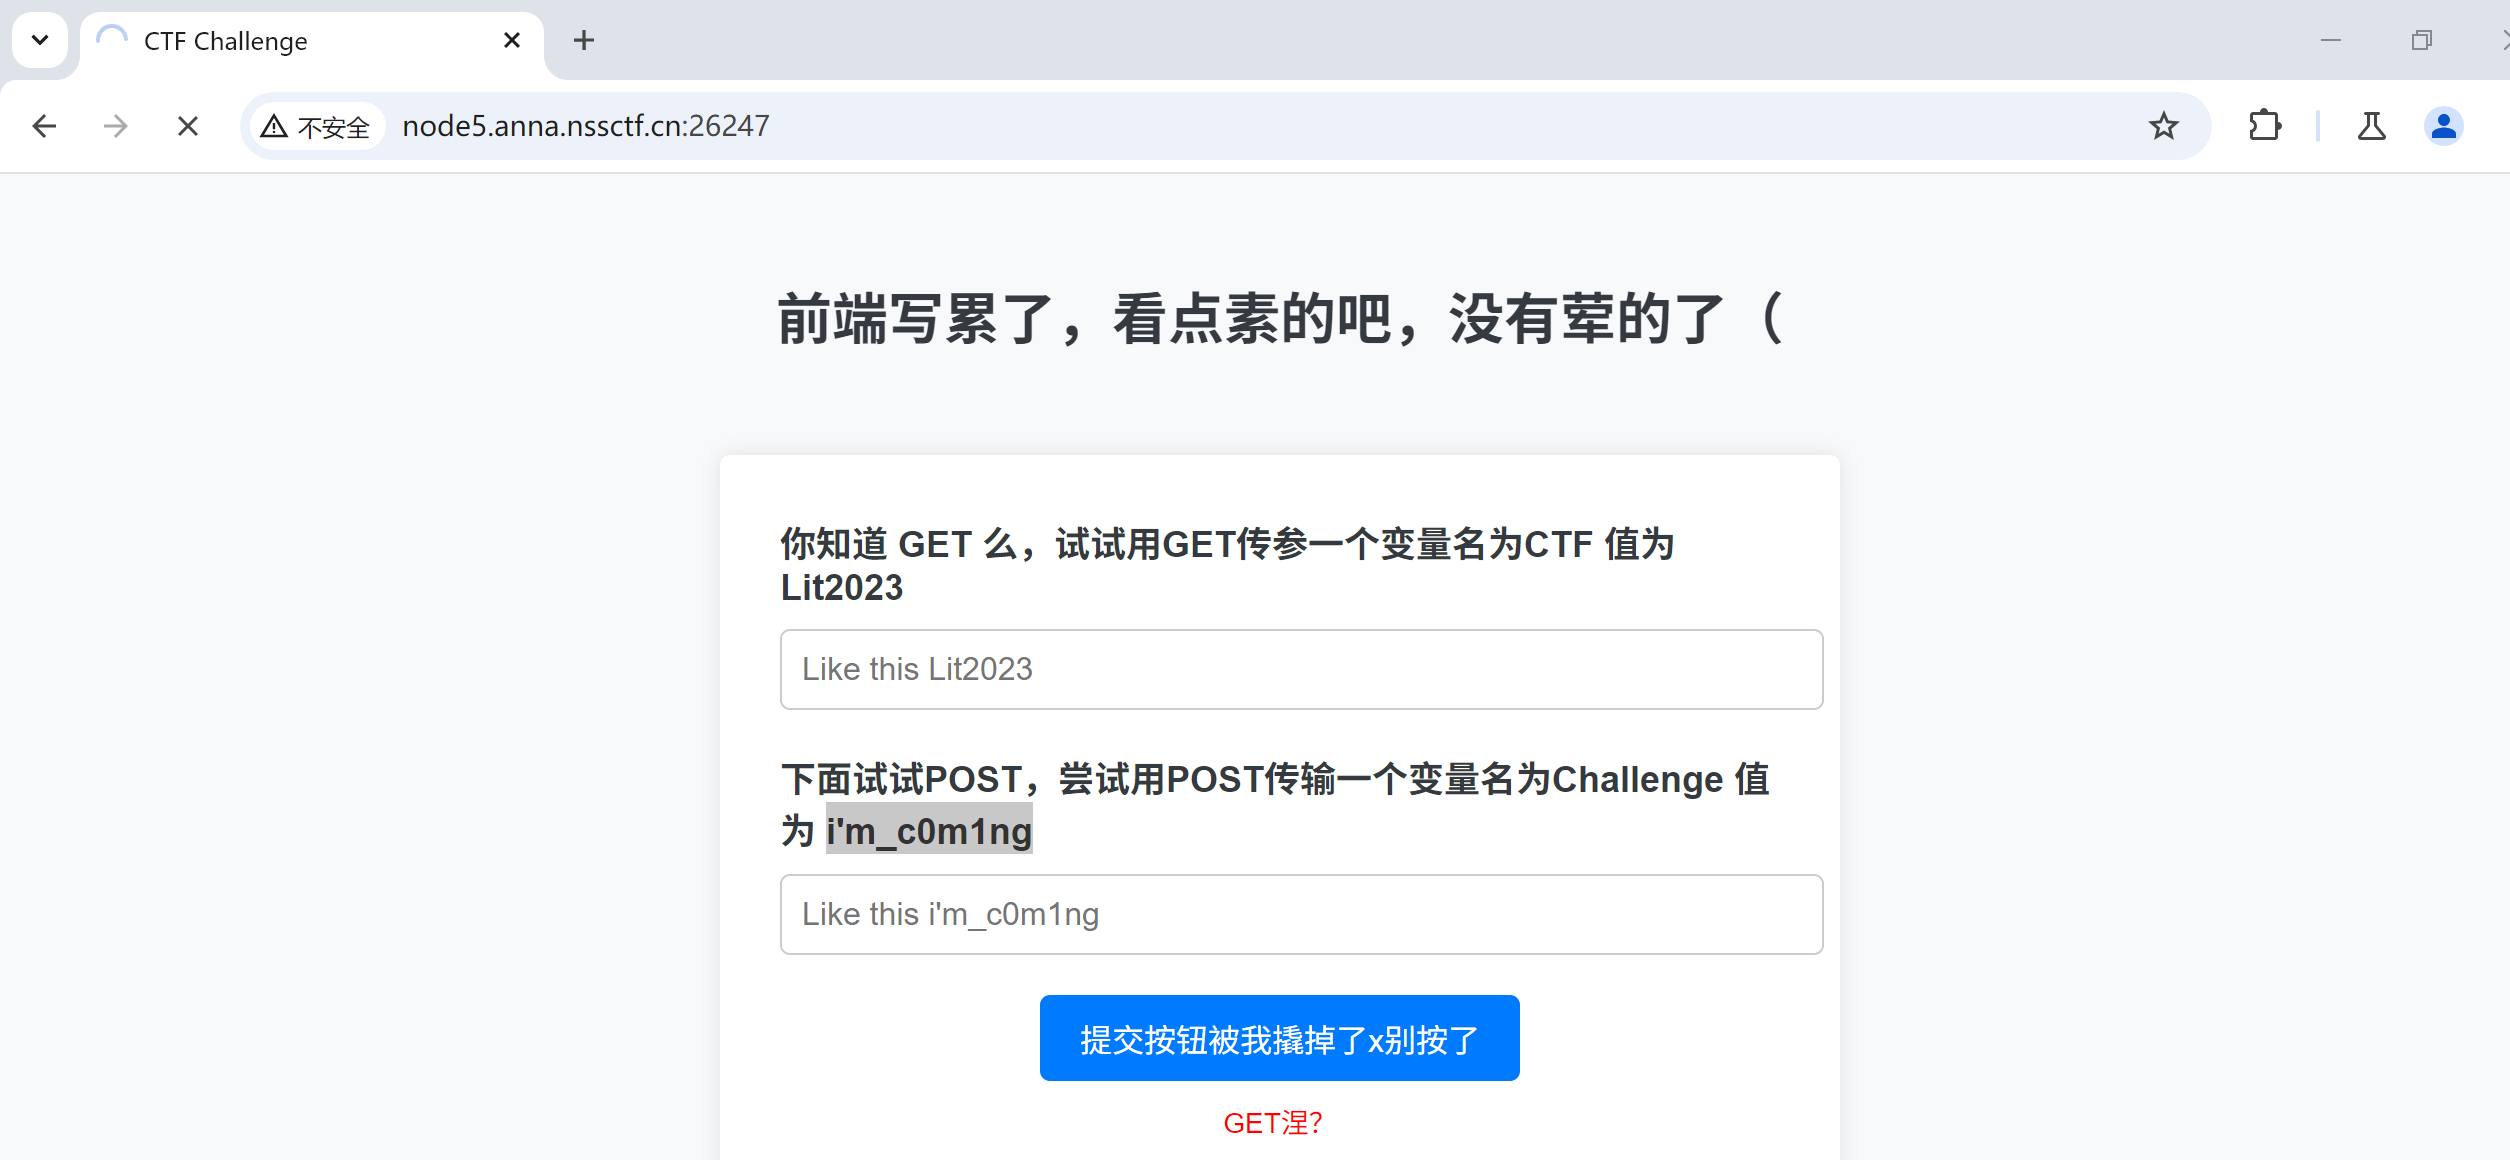 CTF Challenge
不安全 node5.anna.nssctf.cn:26247
前端写累了，看点素的吧，没有荤的了（
你知道 GET 么，试试用GET传参一个变量名为CTF 值为
Lit2023
Like this Lit2023
下面试试POST，尝试用POST传输一个变量名为Challenge 值
为 i'm_c0m1ng
Like this i'm_c0m1ng
提交按钮被我撬掉了x别按了
GET涅？